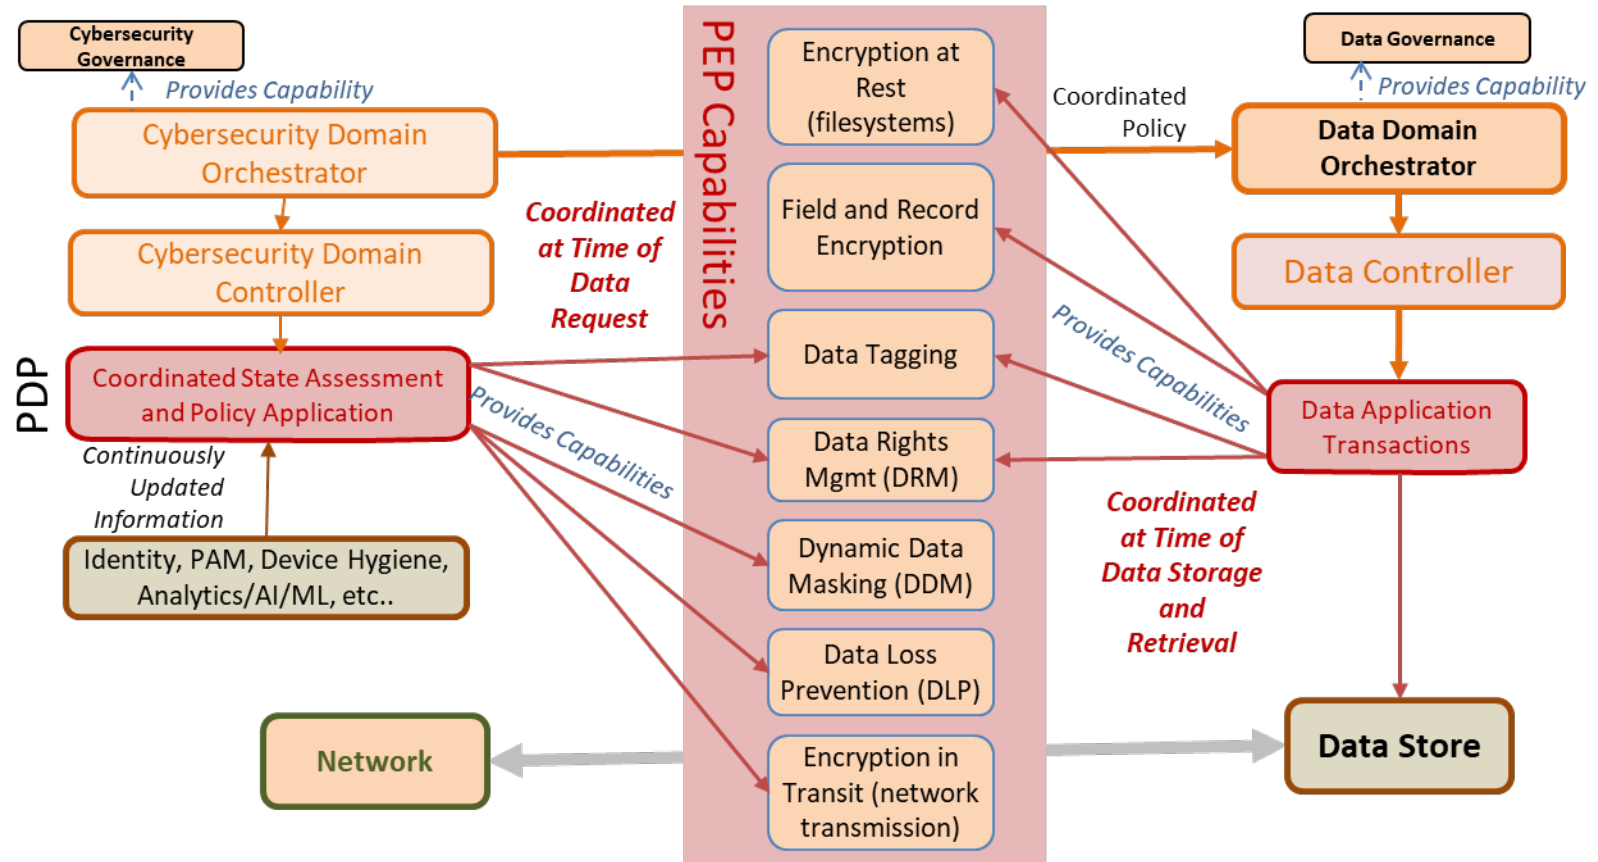 Cybersecurity
Governance
Provides Capability
Cybersecurity Domain
Orchestrator
Cybersecurity Domain
Controller
PDP
Coordinated State Assessment
and Policy Application
Continuously
Updated
Information
Identity, PAM, Device Hygiene,
Analytics/AI/ML, etc..
Network
Coordinated
at Time of
Data
Request
Provides Capabilities
PEP Capabilities
Encryption at
Rest
(filesystems)
Field and Record
Encryption
Data Tagging
Data Rights
Mgmt (DRM)
Dynamic Data
Masking (DDM)
Data Loss
Prevention (DLP)
Encryption in
Transit (network
transmission)
Coordinated
Policy
Provides Capabilities
Coordinated
at Time of
Data Storage
and
Retrieval
Data Governance
Provides Capability
Data Domain
Orchestrator
Data Controller
Data Application
Transactions
Data Store